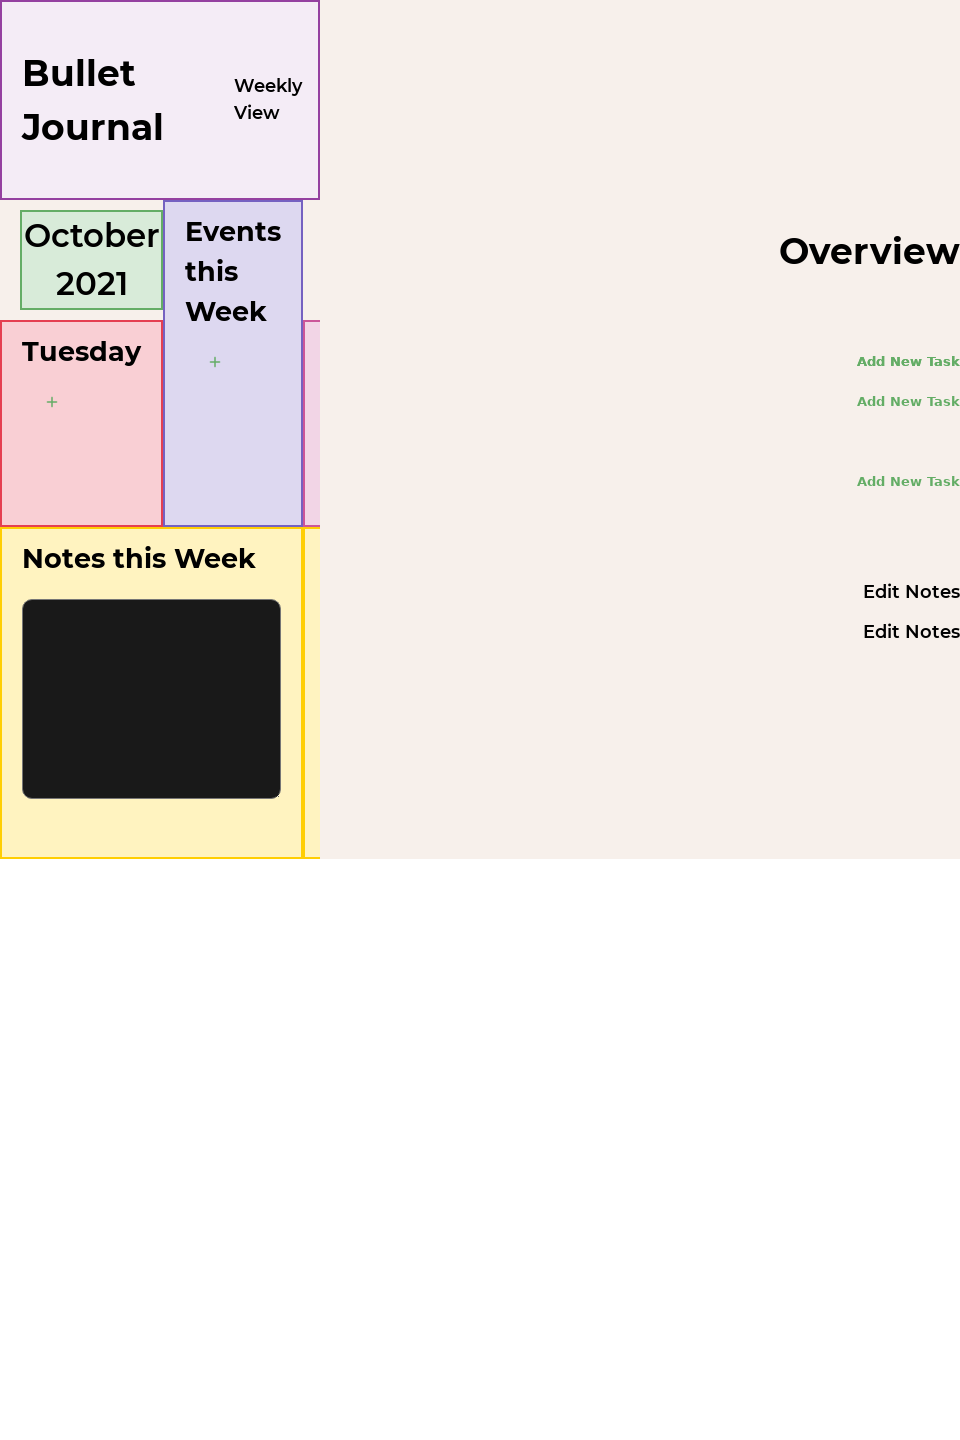 Bullet
Journal
Weekly
View
October
2021
Events
this
Week
+
Tuesday
+
Notes this Week
Overview
Add New Task
Add New Task
Add New Task
Edit Notes
Edit Notes